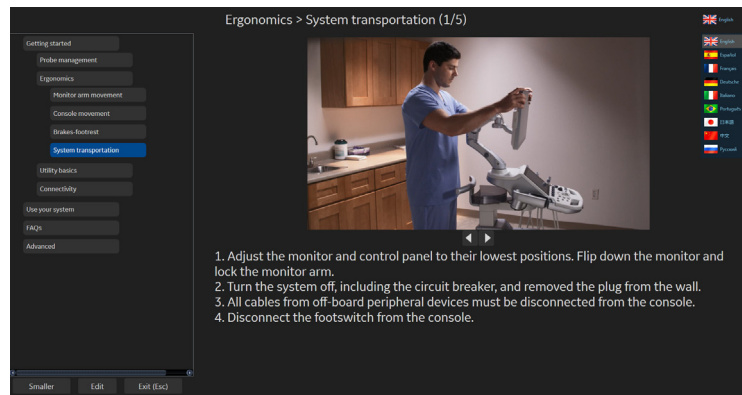 Ergonomics > System transportation (1/5)
English
Getting started
Probe management
Ergonomics
Monitor arm movement
Console movement
Brakes-footrest
System transportation
Utility basics
Connectivity
Use your system
FAQs
Advanced
English
Español
Français
Deutsche
Italiano
Português
日本語
中文
Русский
1. Adjust the monitor and control panel to their lowest positions. Flip down the monitor and
lock the monitor arm.
2. Turn the system off, including the circuit breaker, and removed the plug from the wall.
3. All cables from off-board peripheral devices must be disconnected from the console.
4. Disconnect the footswitch from the console.
Smaller
Edit
Exit (Esc)